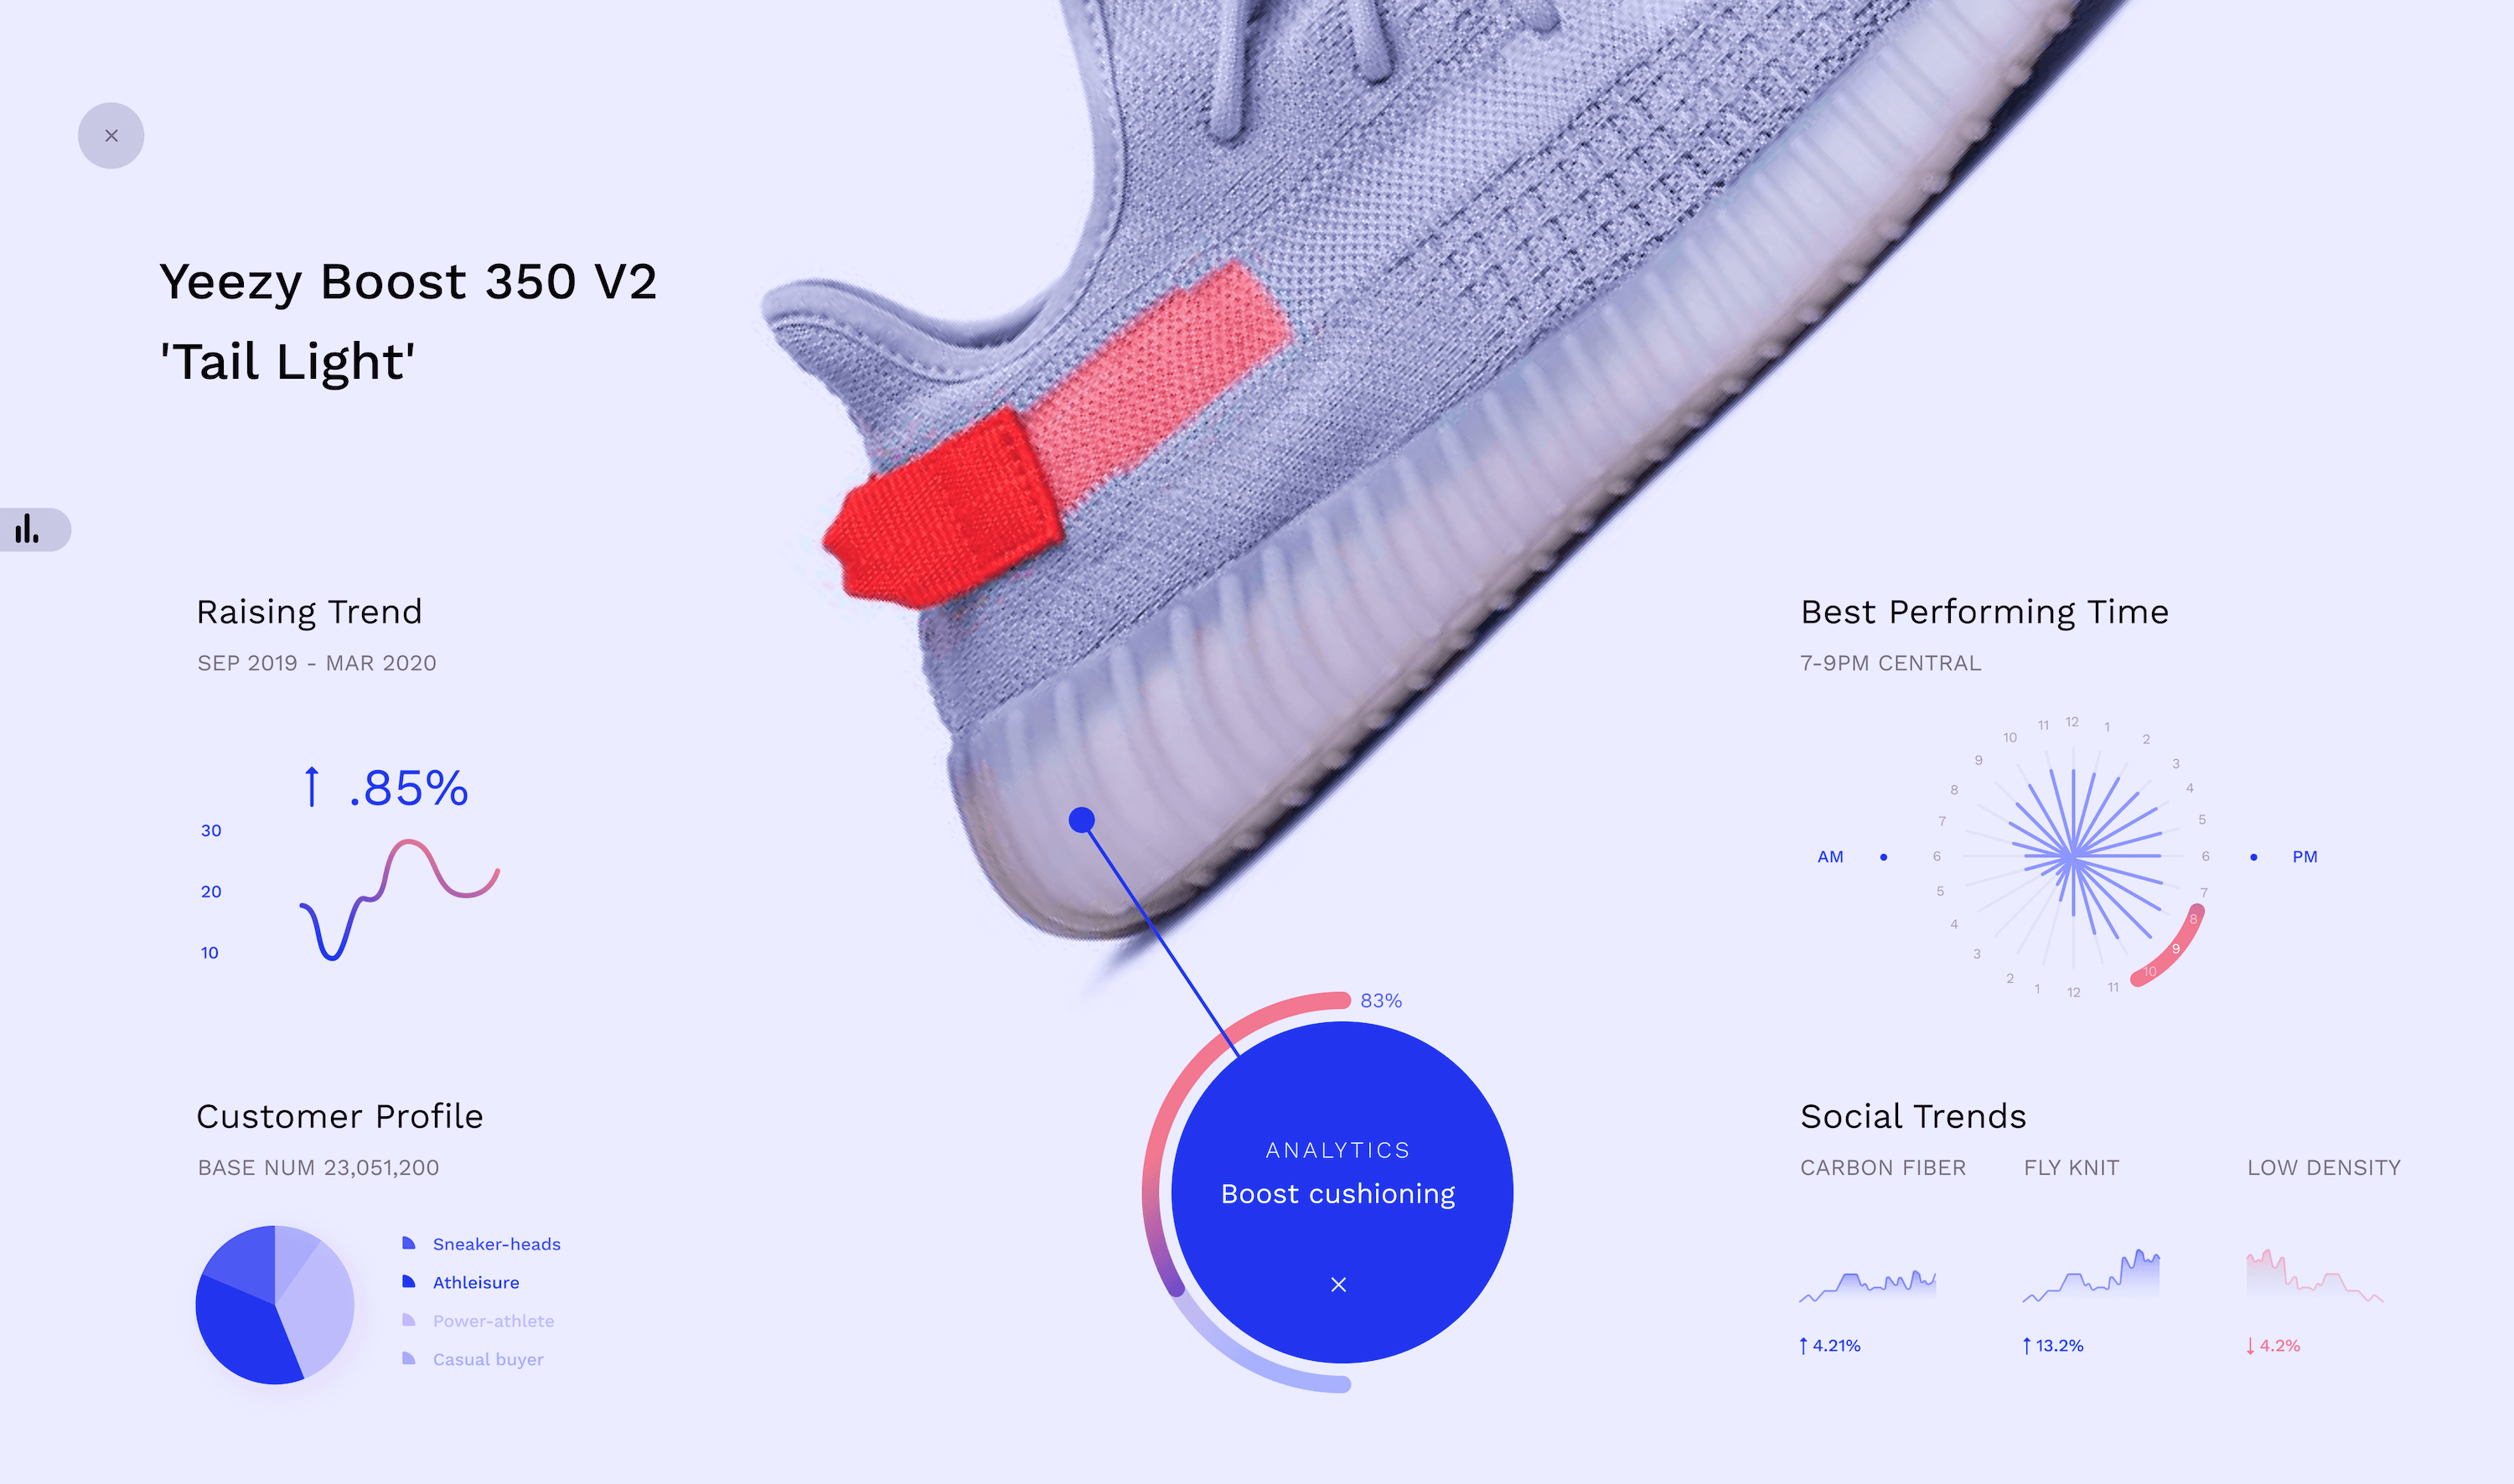 Yeezy Boost 350 V2
'Tail Light'
Raising Trend
SEP 2019 - MAR 2020
↑ .85%
30
20
10
Customer Profile
BASE NUM 23,051,200
Sneaker-heads
Athleisure
Power-athlete
Casual buyer
83%
ANALYTICS
Boost cushioning
×
Best Performing Time
7-9PM CENTRAL
12
1
2
3
4
5
6
7
8
9
10
11
12
1
2
3
4
5
6
7
8
9
10
11
AM
PM
Social Trends
CARBON FIBER FLY KNIT LOW DENSITY
↑ 4.21% ↑ 13.2% ↓ 4.2%